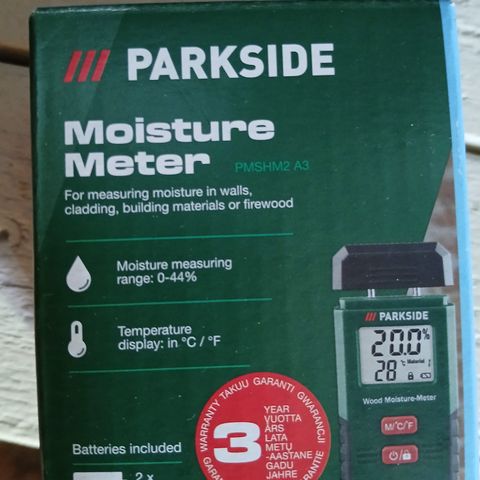 /// PARKSIDE
Moisture
Meter PMSHM2 A3
For measuring moisture in walls,
cladding, building materials or firewood
Moisture measuring
range: 0-44%
Temperature
display: in °C / °F
Batteries included
2 x
WARRANTY TAKUU GARANTI GWARANCJI
3
YEAR
VUOTTA
ÅRS
LATA
METŲ
-AASTANE
GADU
JAHRE
/// PARKSIDE
20.0%
28 °C Material
Wood Moisture-Meter
M/°C/°F